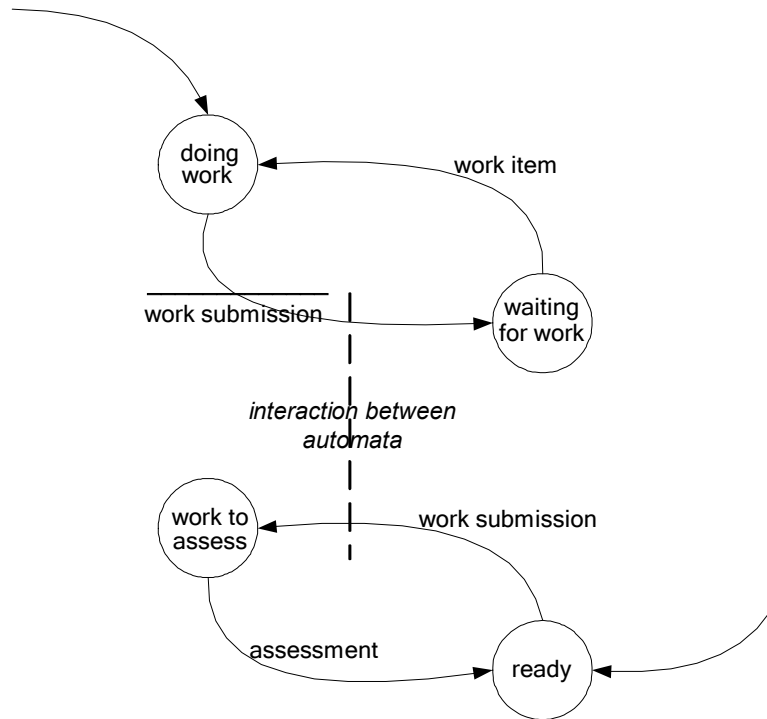 doing
work
work item
work submission
waiting
for work
interaction between
automata
work to
assess
work submission
assessment
ready